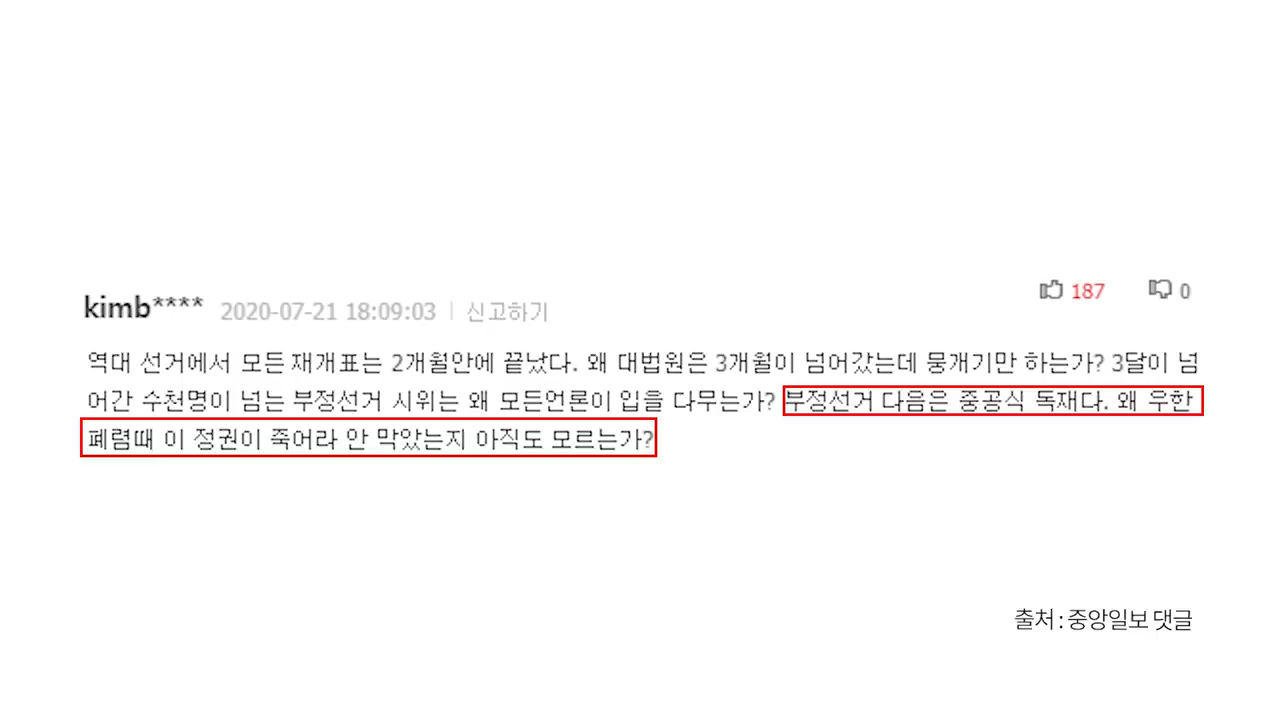 kimb**** 2020-07-21 18:09:03 | 신고하기 187 0
역대 선거에서 모든 재개표는 2개월안에 끝났다. 왜 대법원은 3개월이 넘어갔는데 뭉개기만 하는가? 3달이 넘
어간 수천명이 넘는 부정선거 시위는 왜 모든언론이 입을 다무는가? 부정선거 다음은 중공식 독재다. 왜 우한
폐렴때 이 정권이 죽어라 안 막았는지 아직도 모르는가?
출처 : 중앙일보 댓글